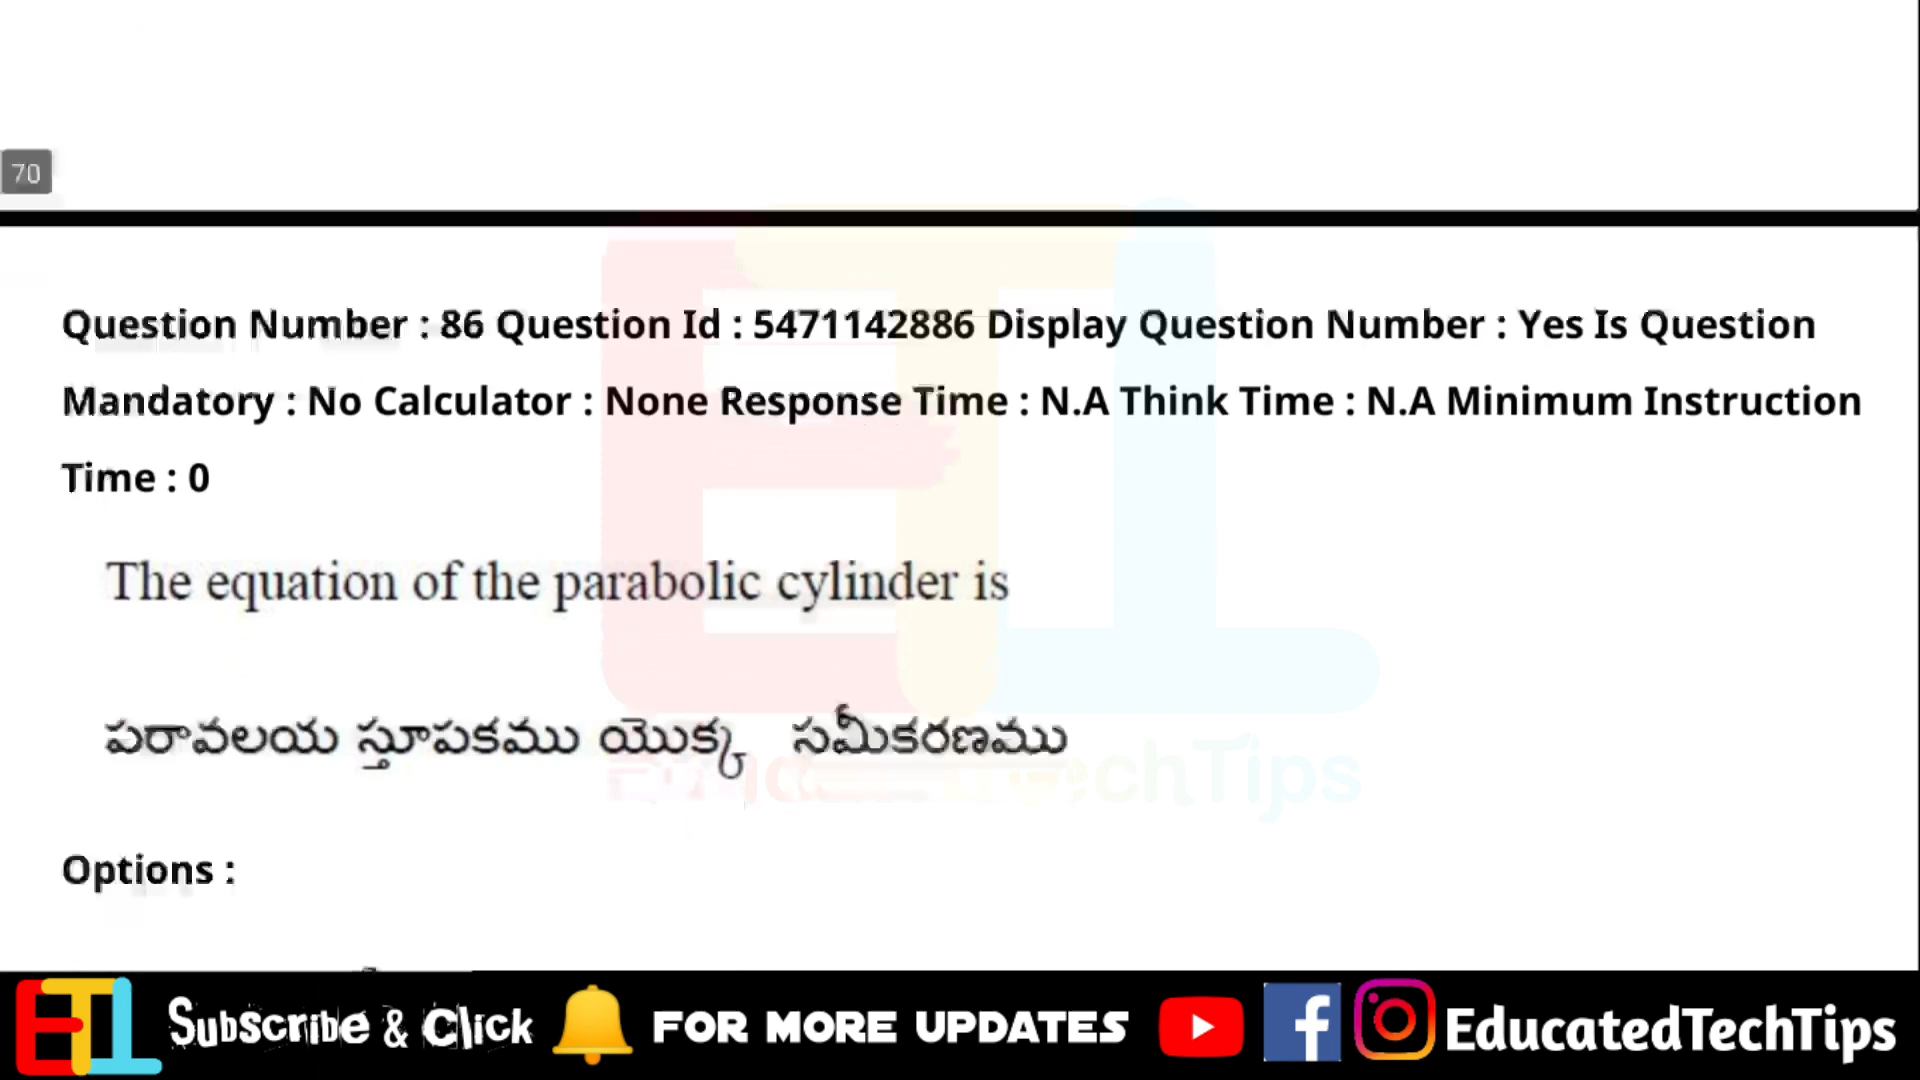 70
Question Number : 86 Question Id : 5471142886 Display Question Number : Yes Is Question
Mandatory : No Calculator : None Response Time : N.A Think Time : N.A Minimum Instruction
Time : 0
The equation of the parabolic cylinder is
పరావలయ స్తూపకము యొక్క సమీకరణము
EducatedTechTips
Options :
ETL Subscribe & Click FOR MORE UPDATES EducatedTechTips